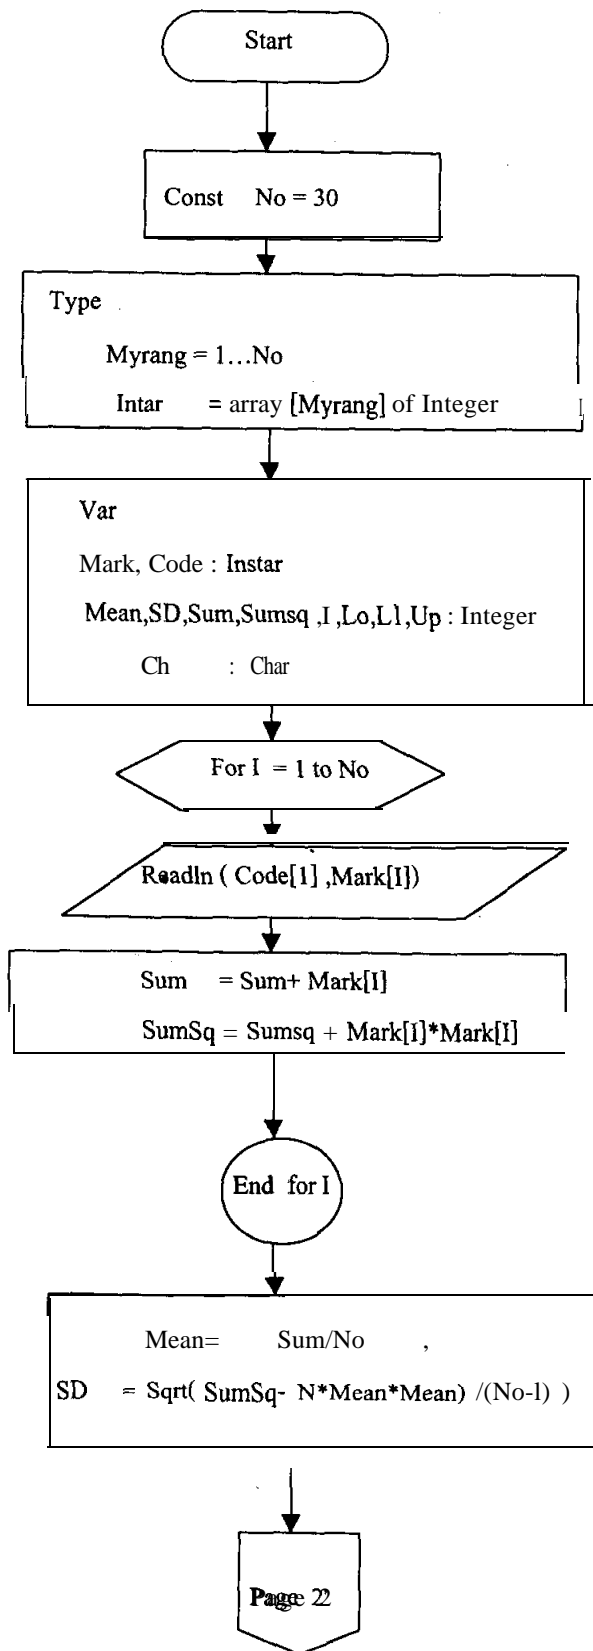 Start
Const No = 30
Type
Myrang = 1...No
Intar = array [Myrang] of Integer
Var
Mark, Code : Instar
Mean,SD,Sum,Sumsq ,I ,Lo,L1,Up : Integer
Ch : Char
For I = 1 to No
Readln ( Code[1] ,Mark[I])
Sum = Sum+ Mark[I]
SumSq = Sumsq + Mark[I]*Mark[I]
End for I
Mean= Sum/No ,
SD = Sqrt( SumSq- N*Mean*Mean) /(No-l) )
Page 2